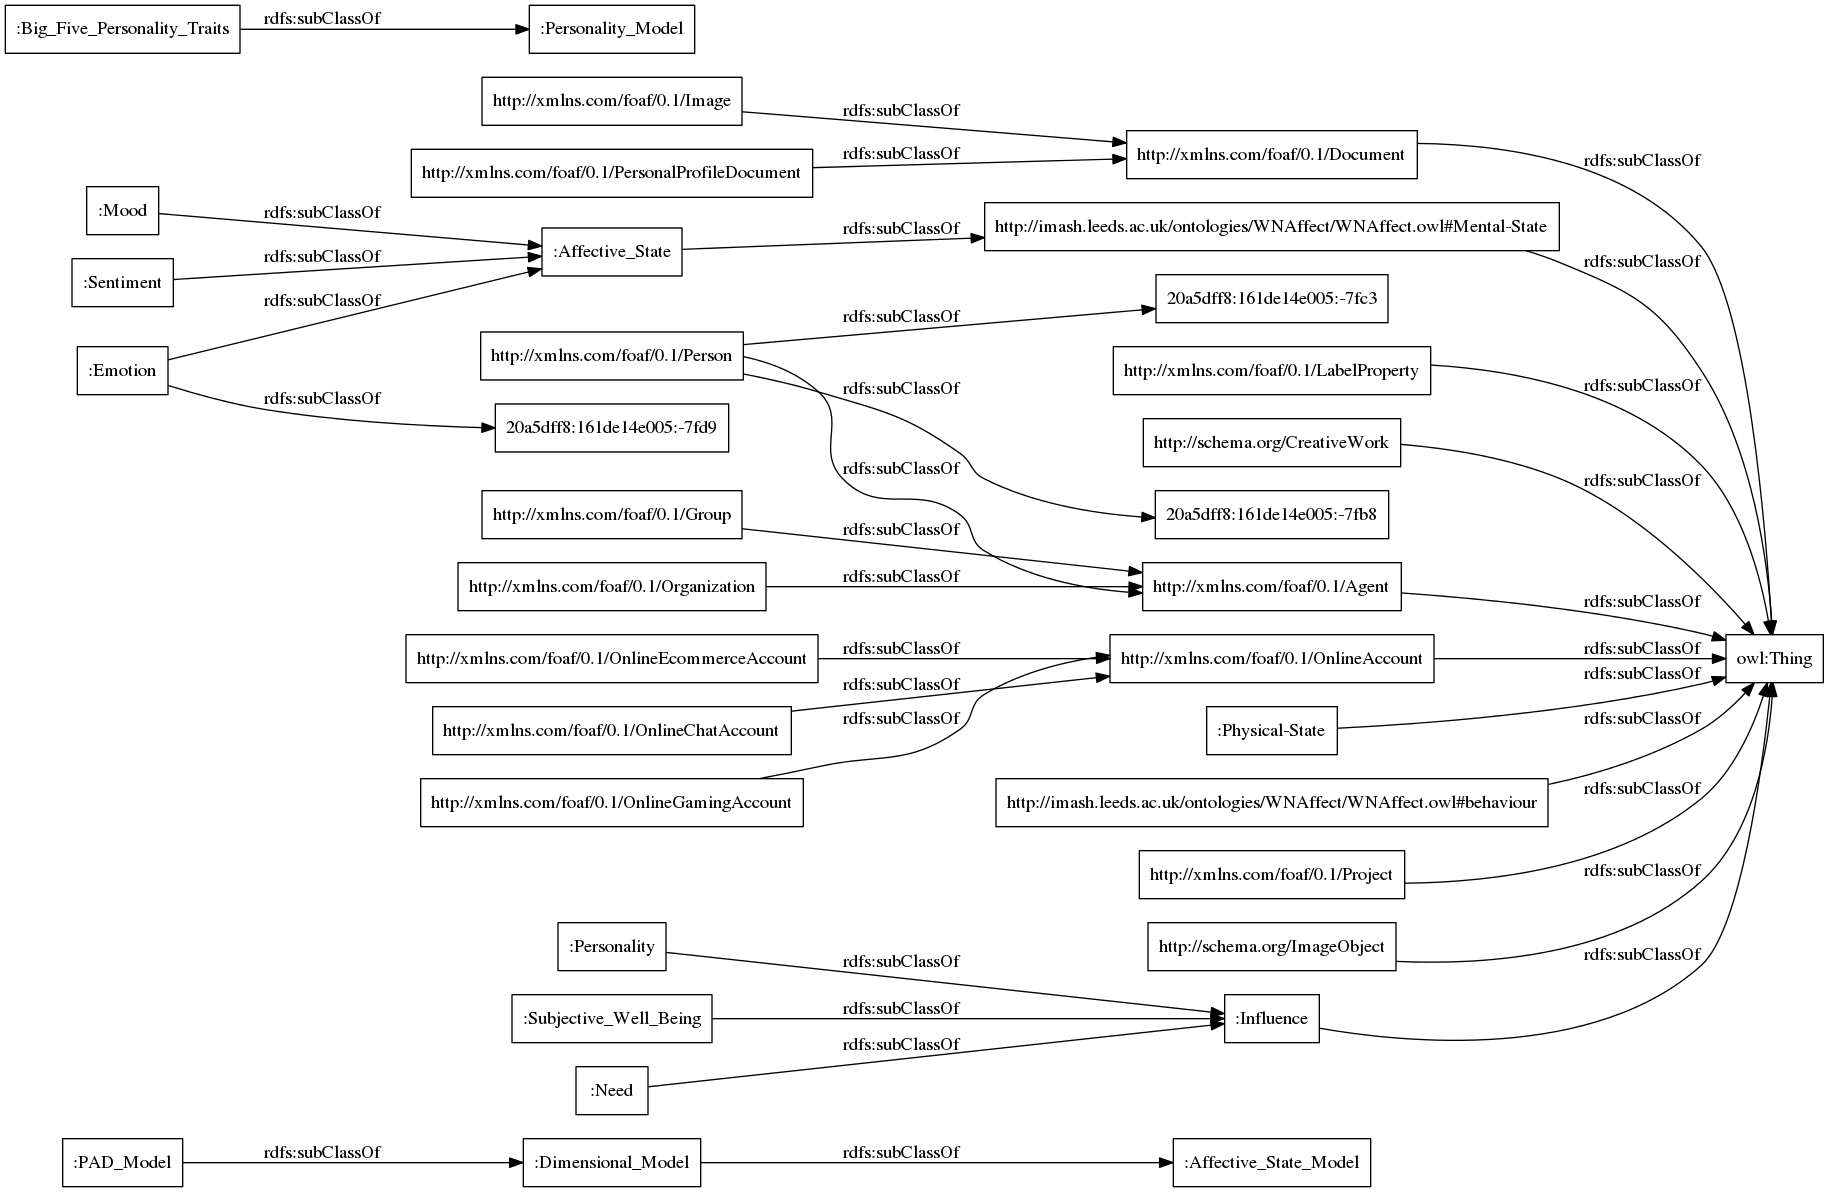 :Big_Five_Personality_Traits
rdfs:subClassOf
:Personality_Model
http://xmlns.com/foaf/0.1/Image
rdfs:subClassOf
http://xmlns.com/foaf/0.1/PersonalProfileDocument
rdfs:subClassOf
http://xmlns.com/foaf/0.1/Document
rdfs:subClassOf
:Mood
rdfs:subClassOf
:Sentiment
rdfs:subClassOf
:Emotion
rdfs:subClassOf
rdfs:subClassOf
:Affective_State
rdfs:subClassOf
http://imash.leeds.ac.uk/ontologies/WNAffect/WNAffect.owl#Mental-State
rdfs:subClassOf
20a5dff8:161de14e005:-7fd9
http://xmlns.com/foaf/0.1/Person
rdfs:subClassOf
20a5dff8:161de14e005:-7fc3
rdfs:subClassOf
rdfs:subClassOf
http://xmlns.com/foaf/0.1/LabelProperty
rdfs:subClassOf
http://schema.org/CreativeWork
rdfs:subClassOf
20a5dff8:161de14e005:-7fb8
http://xmlns.com/foaf/0.1/Group
rdfs:subClassOf
http://xmlns.com/foaf/0.1/Organization
rdfs:subClassOf
http://xmlns.com/foaf/0.1/Agent
rdfs:subClassOf
http://xmlns.com/foaf/0.1/OnlineEcommerceAccount
rdfs:subClassOf
http://xmlns.com/foaf/0.1/OnlineAccount
rdfs:subClassOf
owl:Thing
http://xmlns.com/foaf/0.1/OnlineChatAccount
rdfs:subClassOf
http://xmlns.com/foaf/0.1/OnlineGamingAccount
rdfs:subClassOf
:Physical-State
rdfs:subClassOf
http://imash.leeds.ac.uk/ontologies/WNAffect/WNAffect.owl#behaviour
rdfs:subClassOf
http://xmlns.com/foaf/0.1/Project
rdfs:subClassOf
http://schema.org/ImageObject
rdfs:subClassOf
:Personality
rdfs:subClassOf
:Subjective_Well_Being
rdfs:subClassOf
:Need
rdfs:subClassOf
:Influence
rdfs:subClassOf
:PAD_Model
rdfs:subClassOf
:Dimensional_Model
rdfs:subClassOf
:Affective_State_Model